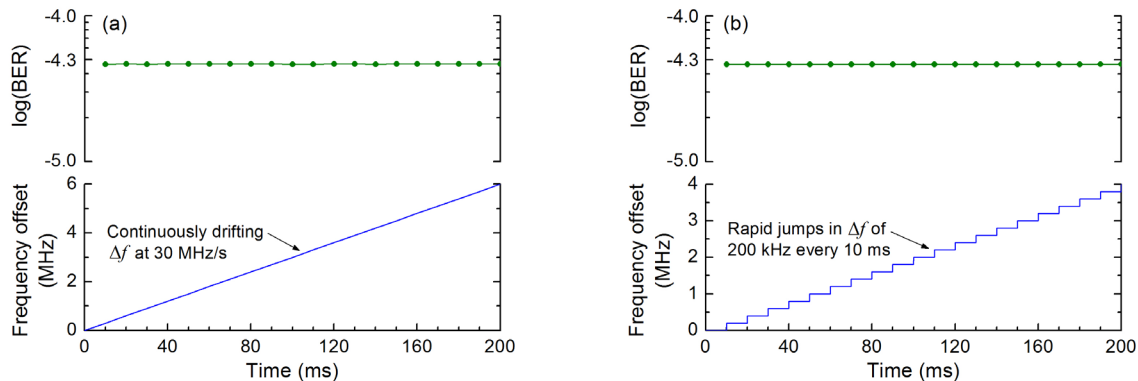 (a)
-4.0
-4.3
-5.0
log(BER)
6
4
2
0
Frequency offset
(MHz)
Continuously drifting
Δf at 30 MHz/s
0 40 80 120 160 200
Time (ms)
(b)
-4.0
-4.3
-5.0
log(BER)
4
3
2
1
0
Frequency offset
(MHz)
Rapid jumps in Δf of
200 kHz every 10 ms
0 40 80 120 160 200
Time (ms)